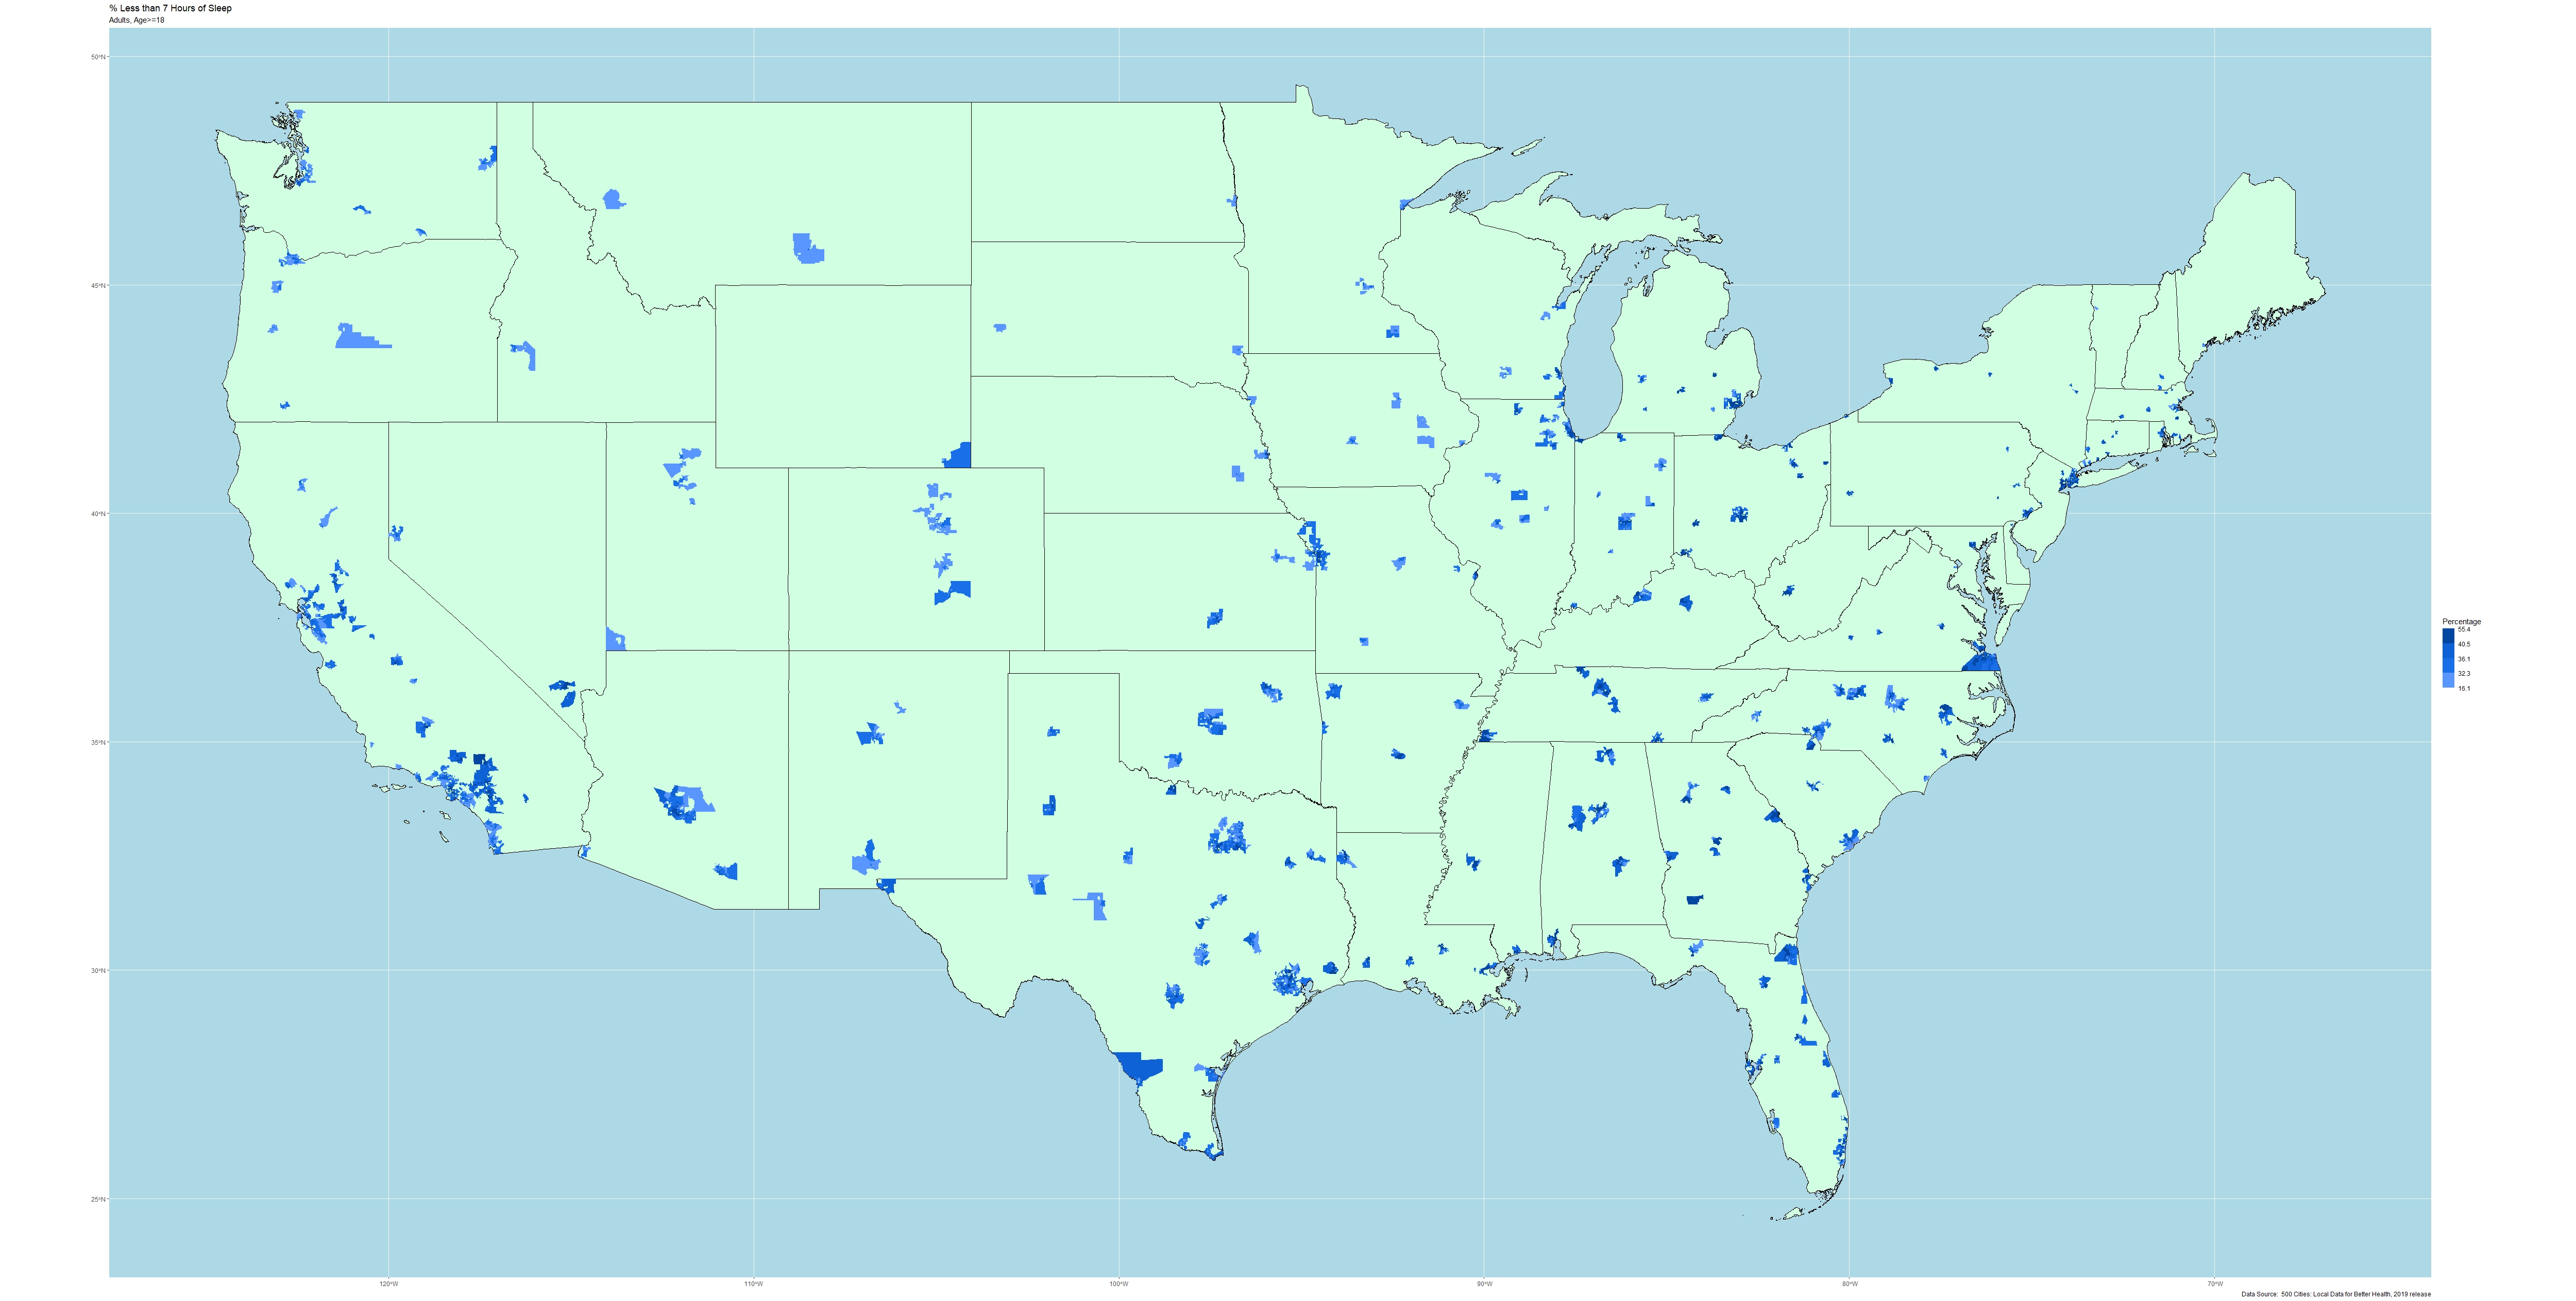 % Less than 7 Hours of Sleep
Adults, Age>=18
50°N
45°N
40°N
35°N
30°N
25°N
120°W
110°W
100°W
90°W
80°W
70°W
Percentage
55.4
40.5
36.1
32.3
16.1
Data Source: 500 Cities: Local Data for Better Health, 2019 release